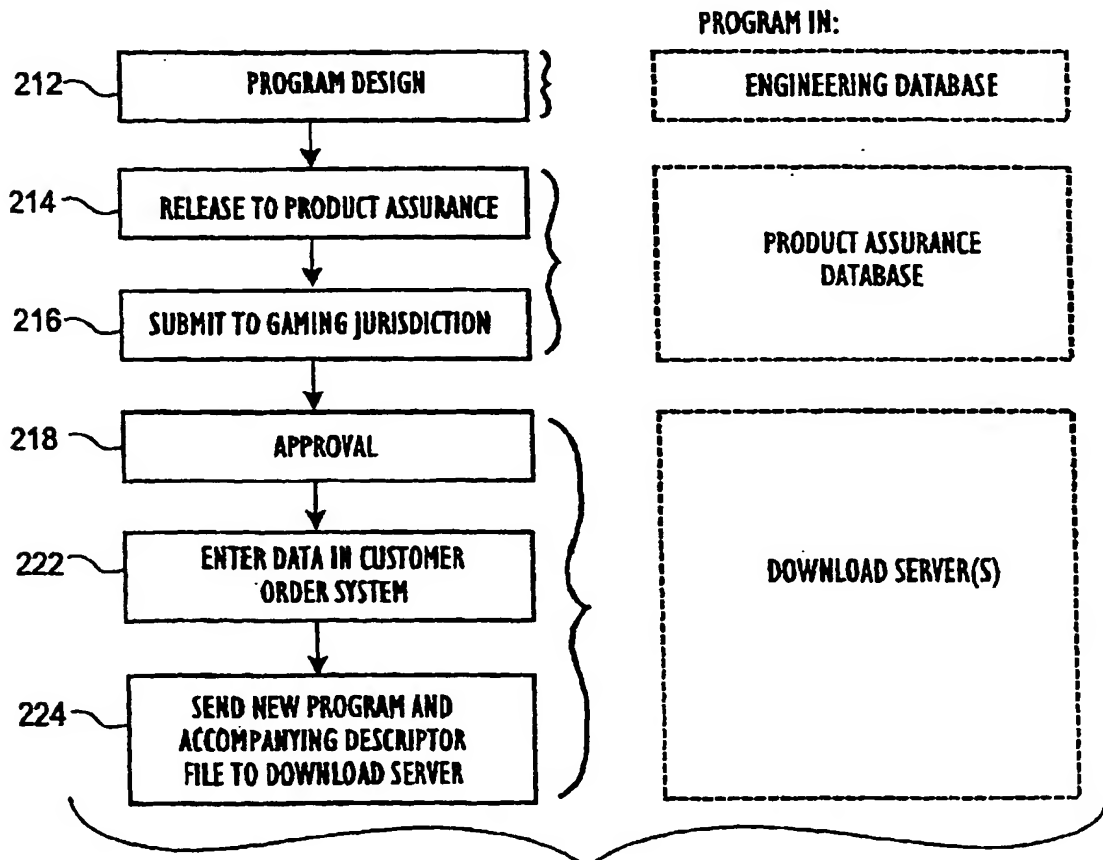 PROGRAM IN:
212
PROGRAM DESIGN
ENGINEERING DATABASE
214
RELEASE TO PRODUCT ASSURANCE
PRODUCT ASSURANCE
DATABASE
216
SUBMIT TO GAMING JURISDICTION
218
APPROVAL
222
ENTER DATA IN CUSTOMER
ORDER SYSTEM
DOWNLOAD SERVER(S)
224
SEND NEW PROGRAM AND
ACCOMPANYING DESCRIPTOR
FILE TO DOWNLOAD SERVER